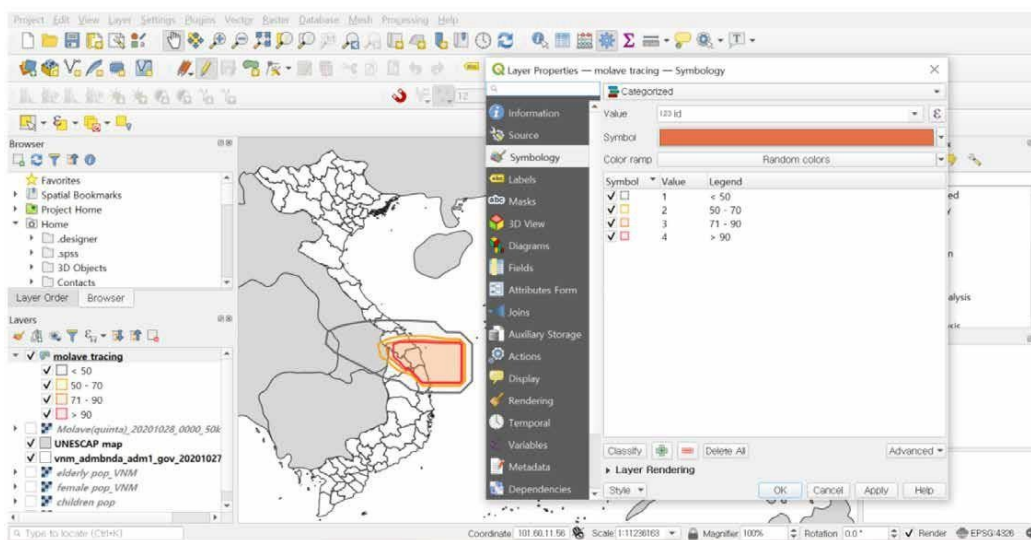 Project Edit View Layer Settings Plugins Vector Raster Database Mesh Processing Help
Layer Properties — molave tracing — Symbology
Categorized
Information
Value 123 id
Source
Symbol
Symbology
Color ramp Random colors
Labels
Symbol Value Legend
1 < 50
2 50 - 70
3 71 - 90
4 > 90
Masks
3D View
Diagrams
Fields
Attributes Form
Joins
Auxiliary Storage
Actions
Display
Rendering
Temporal
Variables
Metadata
Dependencies
Classify Delete All Advanced
Layer Rendering
Style OK Cancel Apply Help
Browser
Favorites
Spatial Bookmarks
Project Home
Home
.designer
.spss
3D Objects
Contacts
Layer Order Browser
Layers
molave tracing
< 50
50 - 70
71 - 90
> 90
Molave(quinta)_20201028_0000_50k
UNESCAP map
vnm_admbnda_adm1_gov_20201027
elderly pop_VNM
female pop_VNM
children pop
Type to locate (Ctrl+K)
Coordinate 101.60,11.56 Scale 1:11236163 Magnifier 100% Rotation 0.0 ° Render EPSG:4326